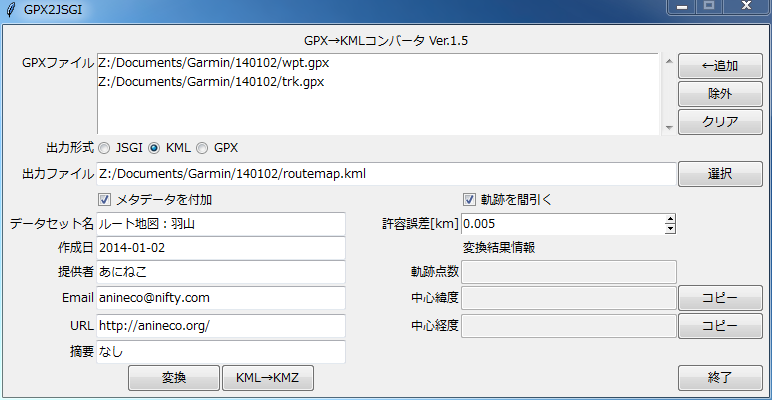 GPX2JSGI
GPX→KMLコンバータ Ver.1.5
GPXファイル Z:/Documents/Garmin/140102/wpt.gpx ←追加
Z:/Documents/Garmin/140102/trk.gpx 除外
クリア
出力形式 JSGI KML GPX
出力ファイル Z:/Documents/Garmin/140102/routemap.kml 選択
メタデータを付加 軌跡を間引く
データセット名 ルート地図：羽山 許容誤差[km] 0.005
作成日 2014-01-02 変換結果情報
提供者 あにねこ 軌跡点数
Email anineco@nifty.com 中心緯度 コピー
URL http://anineco.org/ 中心経度 コピー
摘要 なし
変換 KML→KMZ 終了